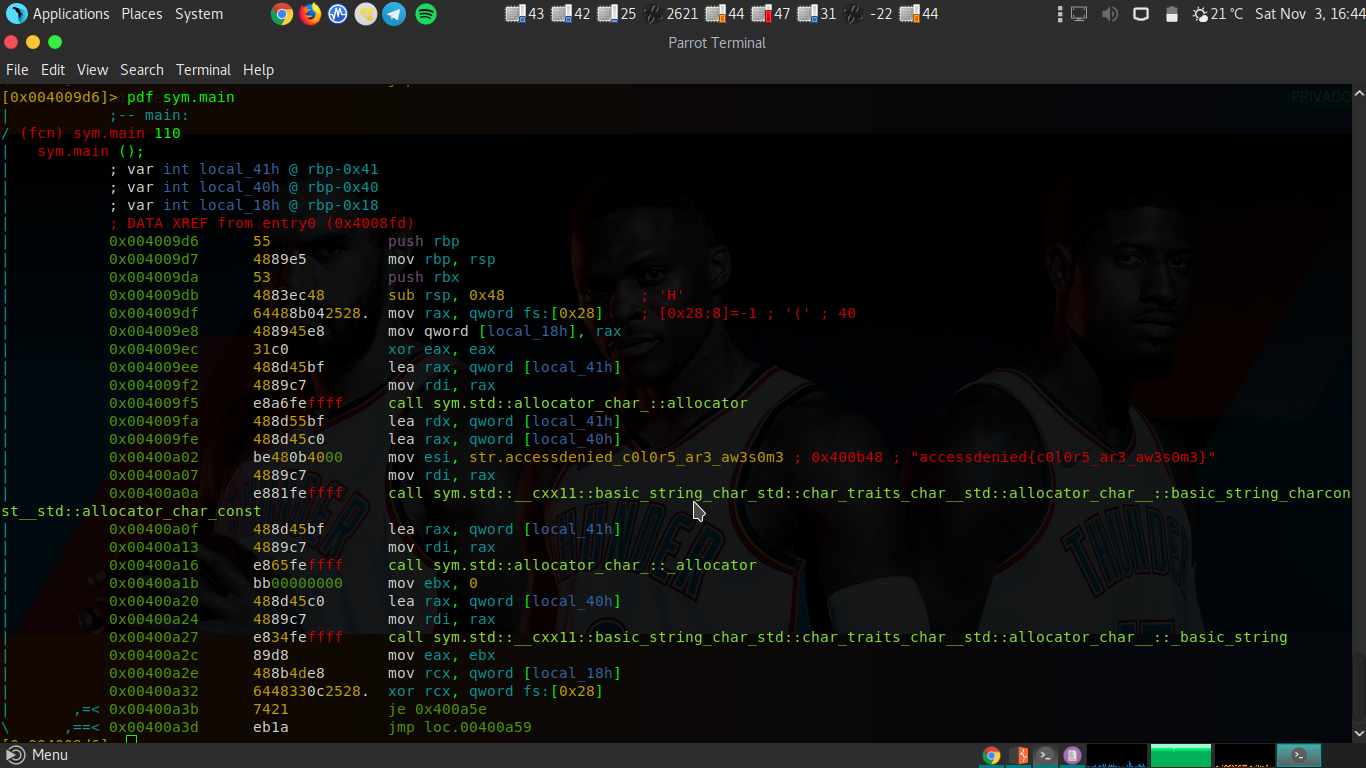 Applications Places System 43 42 25 2621 44 47 31 -22 44 21 °C Sat Nov 3, 16:44
Parrot Terminal
File Edit View Search Terminal Help
[0x004009d6]> pdf sym.main
PRIVADO
| ;-- main:
/ (fcn) sym.main 110
| sym.main ();
| ; var int local_41h @ rbp-0x41
| ; var int local_40h @ rbp-0x40
| ; var int local_18h @ rbp-0x18
| ; DATA XREF from entry0 (0x4008fd)
| 0x004009d6 55 push rbp
| 0x004009d7 4889e5 mov rbp, rsp
| 0x004009da 53 push rbx
| 0x004009db 4883ec48 sub rsp, 0x48 ; 'H'
| 0x004009df 64488b042528. mov rax, qword fs:[0x28] ; [0x28:8]=-1 ; '(' ; 40
| 0x004009e8 488945e8 mov qword [local_18h], rax
| 0x004009ec 31c0 xor eax, eax
| 0x004009ee 488d45bf lea rax, qword [local_41h]
| 0x004009f2 4889c7 mov rdi, rax
| 0x004009f5 e8a6feffff call sym.std::allocator_char_::allocator
| 0x004009fa 488d55bf lea rdx, qword [local_41h]
| 0x004009fe 488d45c0 lea rax, qword [local_40h]
| 0x00400a02 be480b4000 mov esi, str.accessdenied_c0l0r5_ar3_aw3s0m3 ; 0x400b48 ; "accessdenied{c0l0r5_ar3_aw3s0m3}"
| 0x00400a07 4889c7 mov rdi, rax
| 0x00400a0a e881feffff call sym.std::__cxx11::basic_string_char_std::char_traits_char__std::allocator_char__::basic_string_charcon
st__std::allocator_char_const
| 0x00400a0f 488d45bf lea rax, qword [local_41h]
| 0x00400a13 4889c7 mov rdi, rax
| 0x00400a16 e865feffff call sym.std::allocator_char_::_allocator
| 0x00400a1b bb00000000 mov ebx, 0
| 0x00400a20 488d45c0 lea rax, qword [local_40h]
| 0x00400a24 4889c7 mov rdi, rax
| 0x00400a27 e834feffff call sym.std::__cxx11::basic_string_char_std::char_traits_char__std::allocator_char__::_basic_string
| 0x00400a2c 89d8 mov eax, ebx
| 0x00400a2e 488b4de8 mov rcx, qword [local_18h]
| 0x00400a32 6448330c2528. xor rcx, qword fs:[0x28]
| ,=< 0x00400a3b 7421 je 0x400a5e
\ ,==< 0x00400a3d eb1a jmp loc.00400a59
THUNDER
THUNDER
THUNDER
Menu